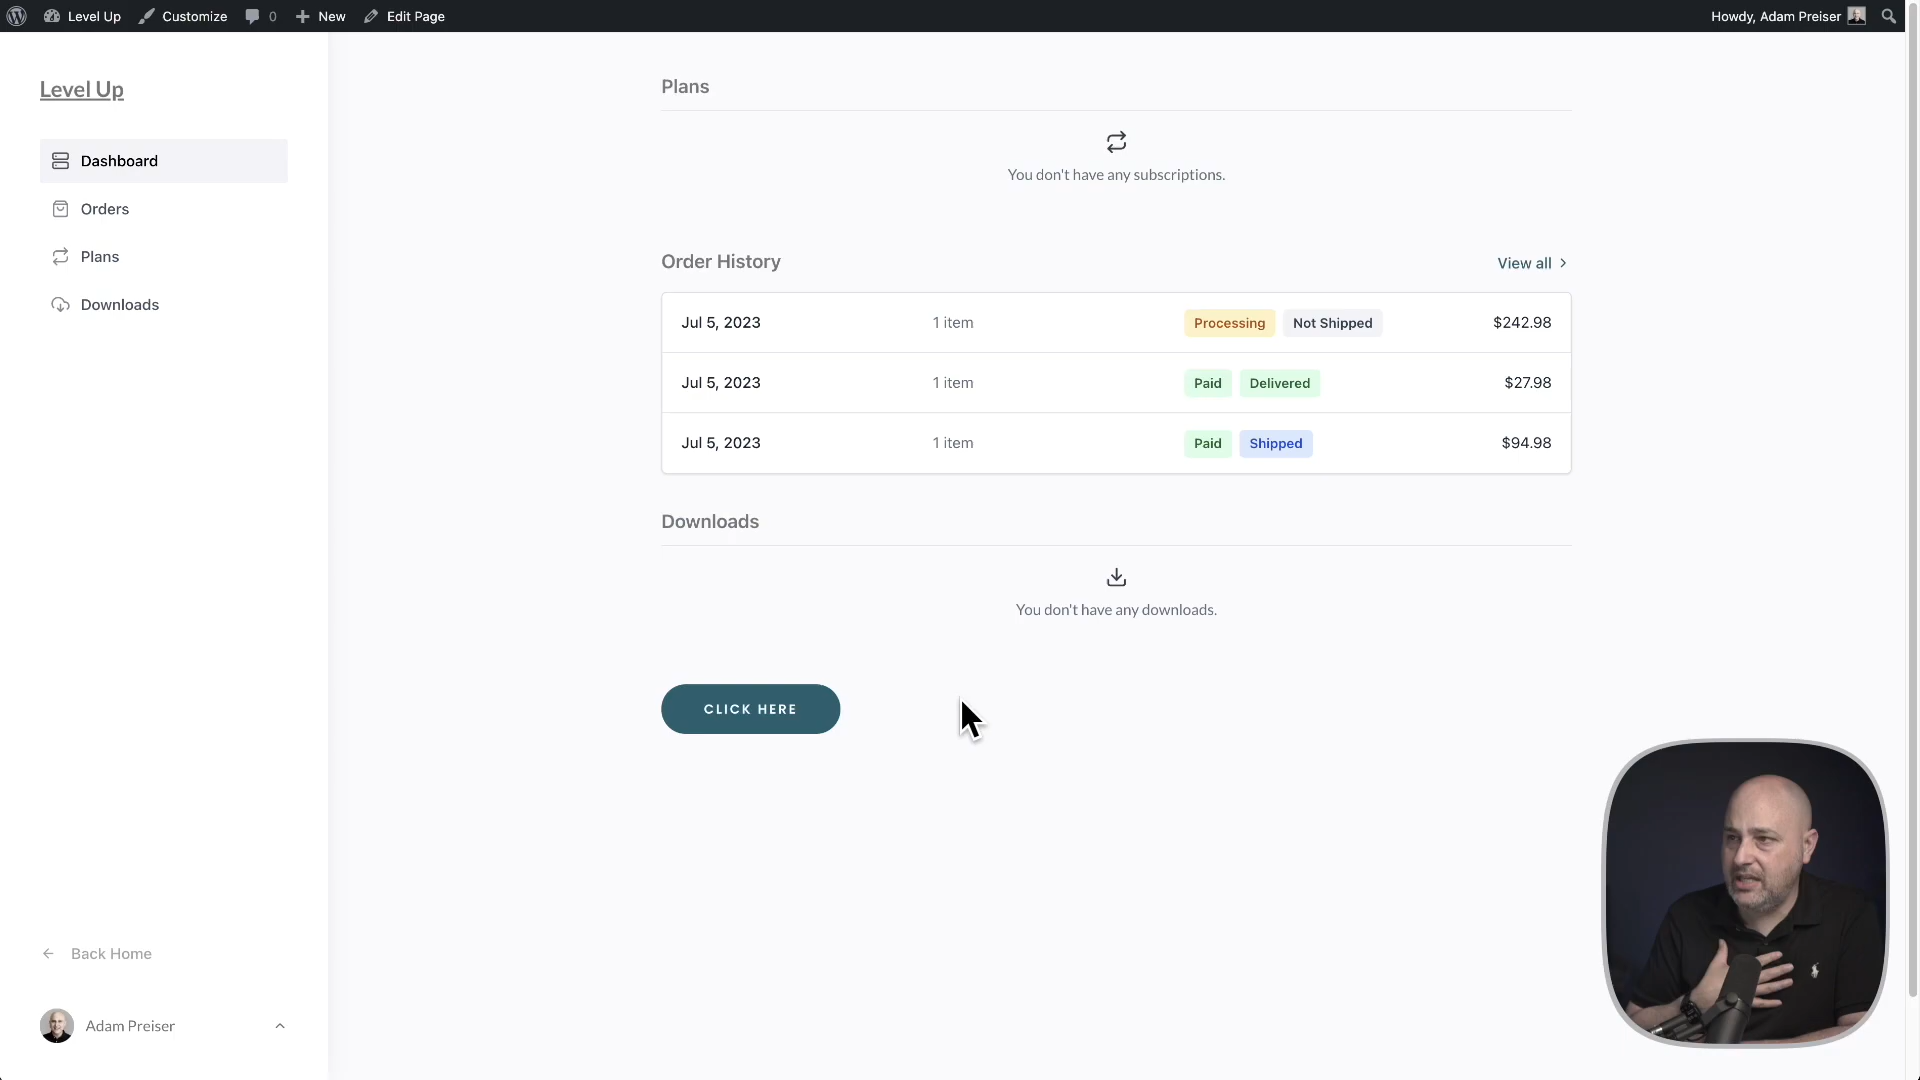 Level Up
Customize
0
New
Edit Page
Howdy, Adam Preiser
Level Up
Dashboard
Orders
Plans
Downloads
Back Home
Adam Preiser
Plans
You don't have any subscriptions.
Order History
View all
Jul 5, 2023 1 item Processing Not Shipped $242.98
Jul 5, 2023 1 item Paid Delivered $27.98
Jul 5, 2023 1 item Paid Shipped $94.98
Downloads
You don't have any downloads.
CLICK HERE